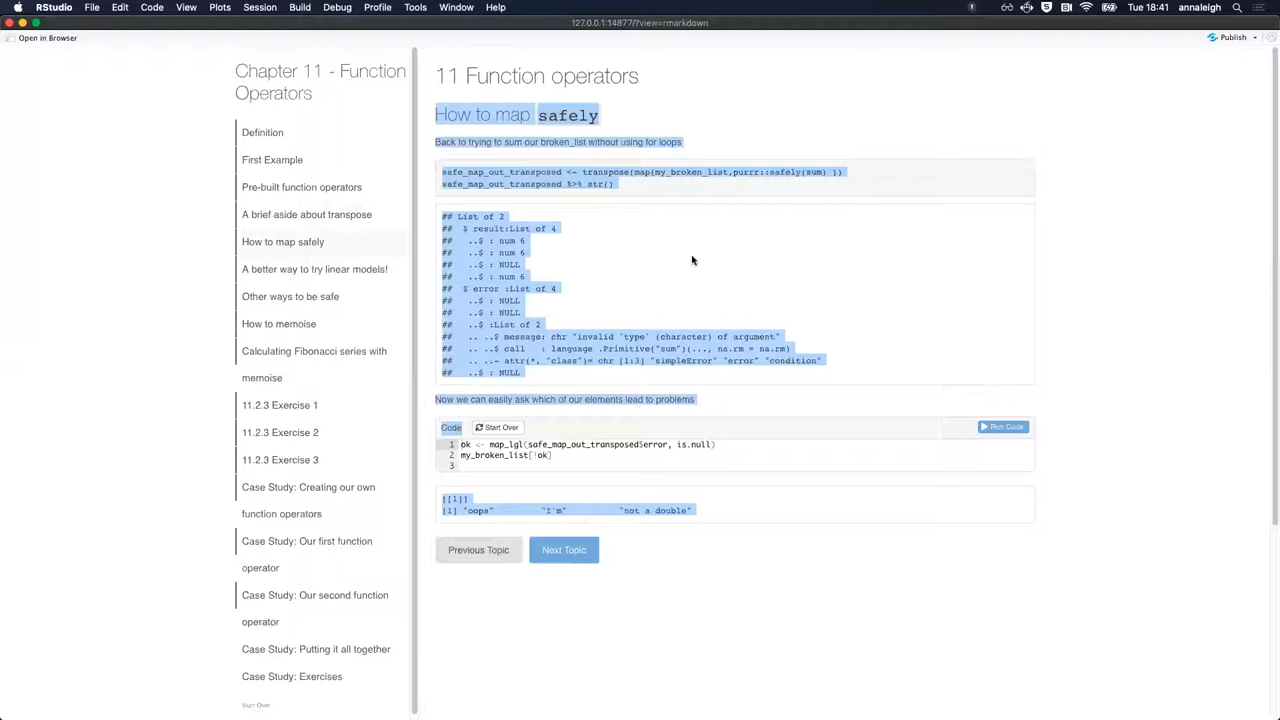 RStudio File Edit Code View Plots Session Build Debug Profile Tools Window Help Tue 18:41 annaleigh
127.0.0.1:14877/?view=rmarkdown
Open in Browser Publish
Chapter 11 - Function
Operators
Definition
First Example
Pre-built function operators
A brief aside about transpose
How to map safely
A better way to try linear models!
Other ways to be safe
How to memoise
Calculating Fibonacci series with
memoise
11.2.3 Exercise 1
11.2.3 Exercise 2
11.2.3 Exercise 3
Case Study: Creating our own
function operators
Case Study: Our first function
operator
Case Study: Our second function
operator
Case Study: Putting it all together
Case Study: Exercises
Start Over
11 Function operators
How to map safely
Back to trying to sum our broken_list without using for loops
safe_map_out_transposed <- transpose(map(my_broken_list,purrr::safely(sum) ))
safe_map_out_transposed %>% str()
## List of 2
##  $ result:List of 4
##   ..$ : num 6
##   ..$ : num 6
##   ..$ : NULL
##   ..$ : num 6
##  $ error :List of 4
##   ..$ : NULL
##   ..$ : NULL
##   ..$ :List of 2
##   .. ..$ message: chr "invalid 'type' (character) of argument"
##   .. ..$ call   : language .Primitive("sum")(..., na.rm = na.rm)
##   .. ..- attr(*, "class")= chr [1:3] "simpleError" "error" "condition"
##   ..$ : NULL
Now we can easily ask which of our elements lead to problems
Code Start Over Run Code
1 ok <- map_lgl(safe_map_out_transposed$error, is.null)
2 my_broken_list[!ok]
3
[[1]]
[1] "oops" "I'm" "not a double"
Previous Topic Next Topic